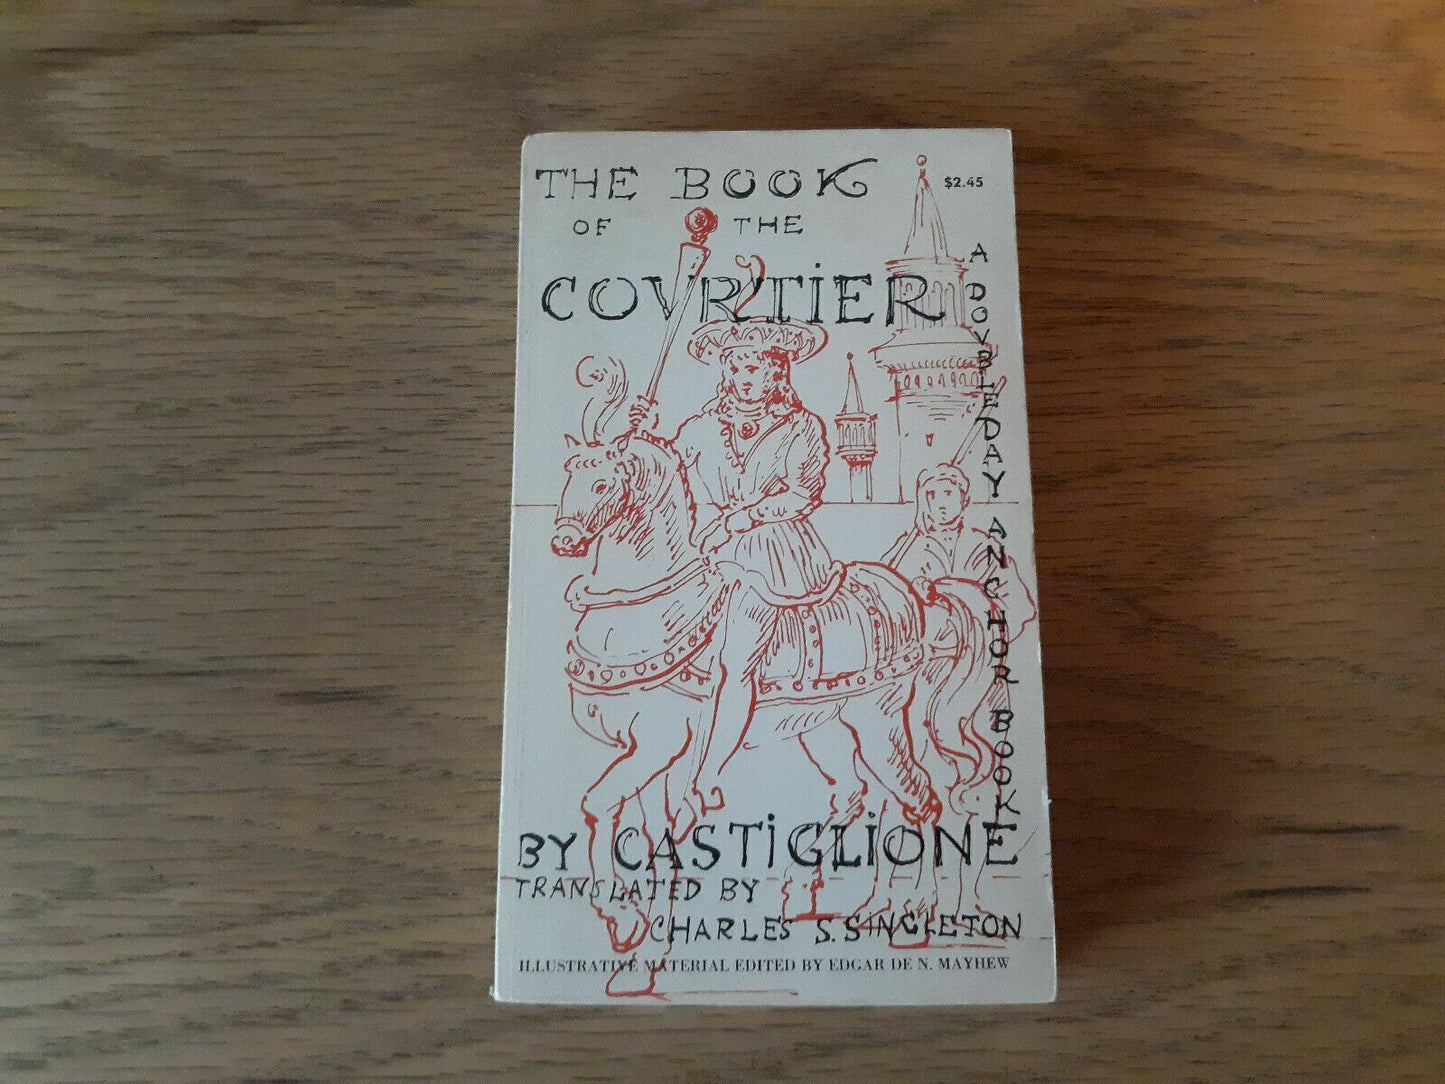 THE BOOK
OF THE
COVRTIER
$2.45
A DOVBLEDAY ANCHOR BOOK
BY CASTIGLIONE
TRANSLATED BY
CHARLES S. SINGLETON
ILLUSTRATIVE MATERIAL EDITED BY EDGAR DE N. MAYHEW